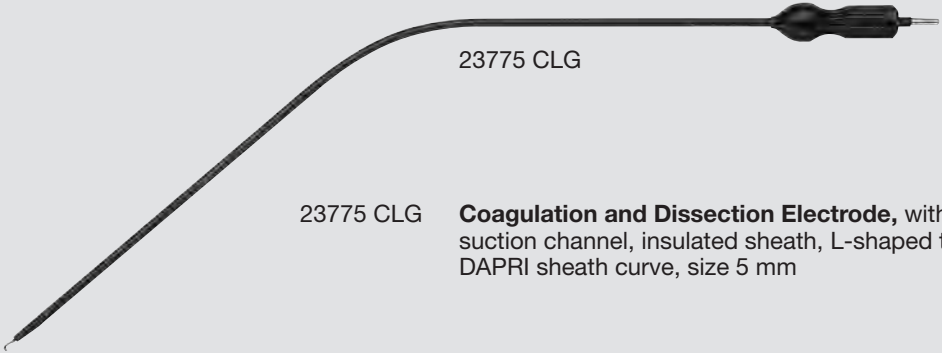 23775 CLG
23775 CLG Coagulation and Dissection Electrode, with
suction channel, insulated sheath, L-shaped
DAPRI sheath curve, size 5 mm